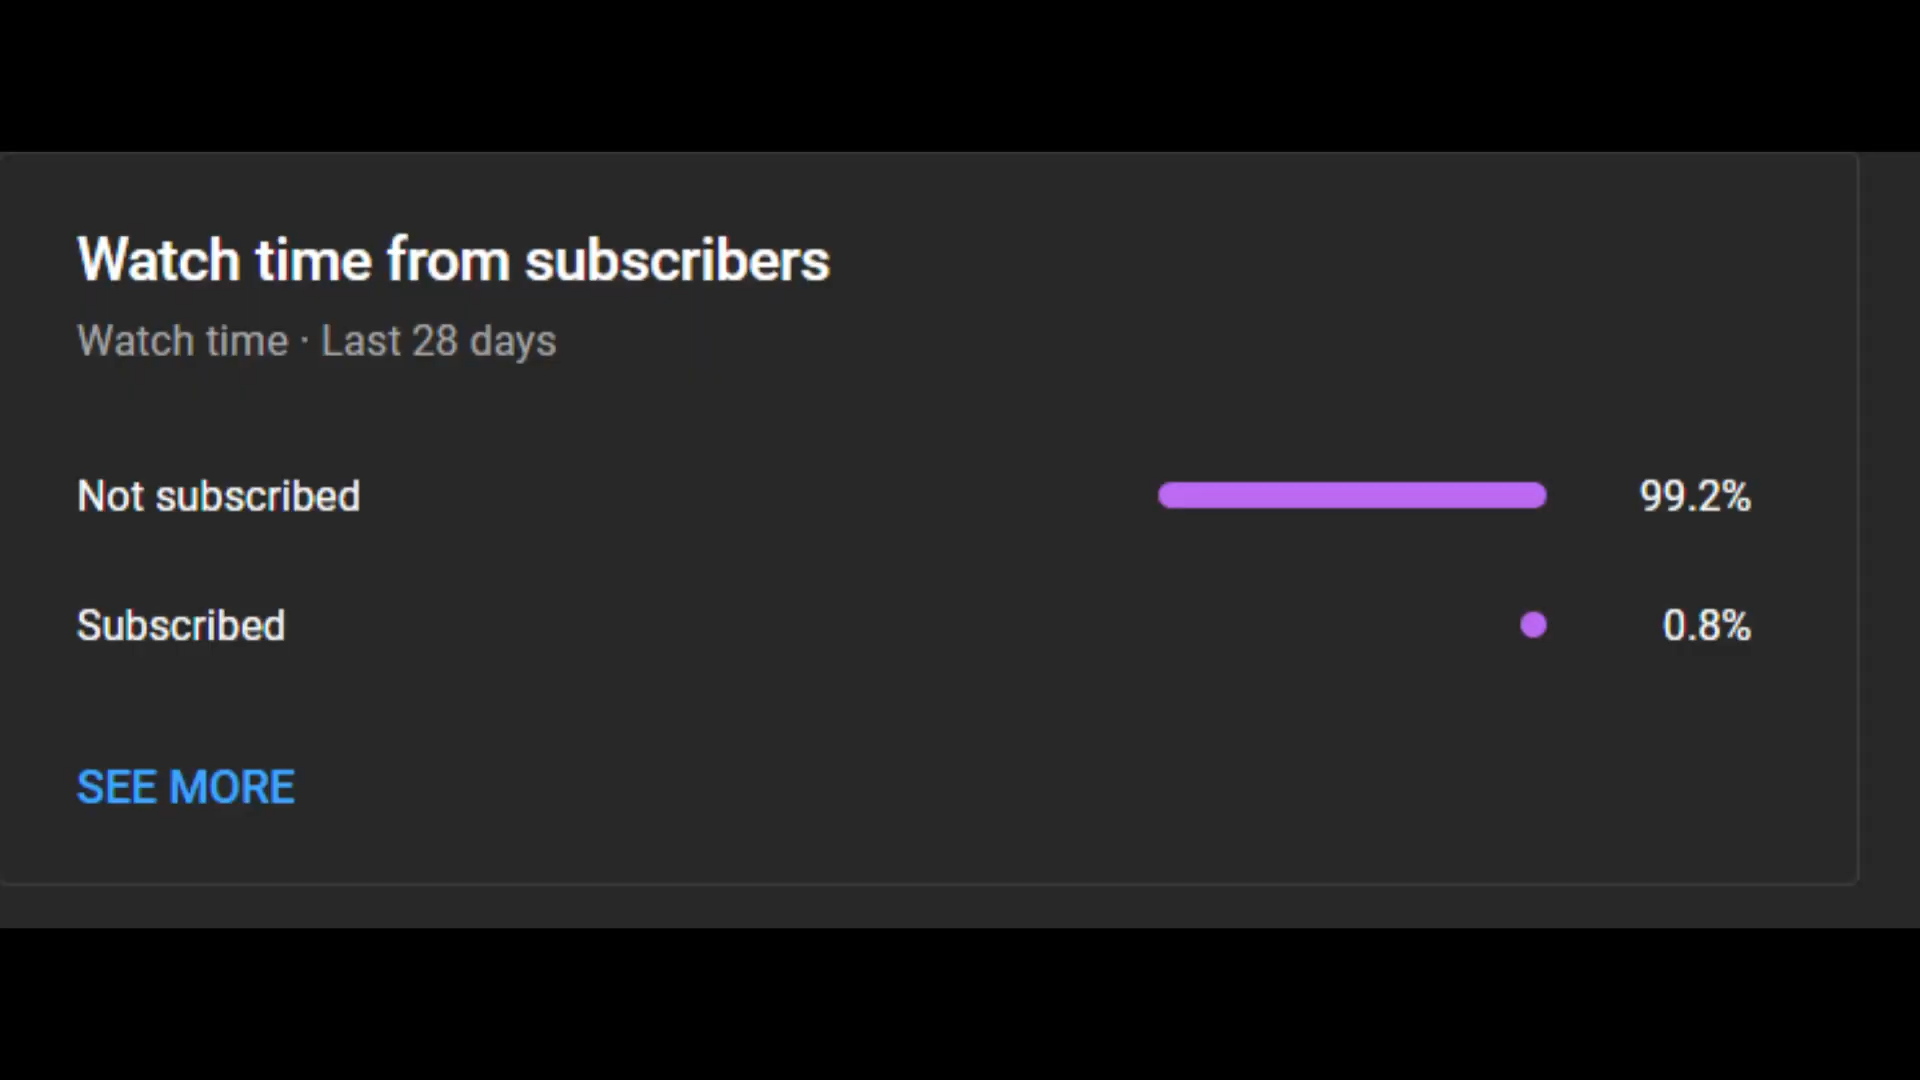 Watch time from subscribers
Watch time · Last 28 days
Not subscribed 99.2%
Subscribed 0.8%
SEE MORE